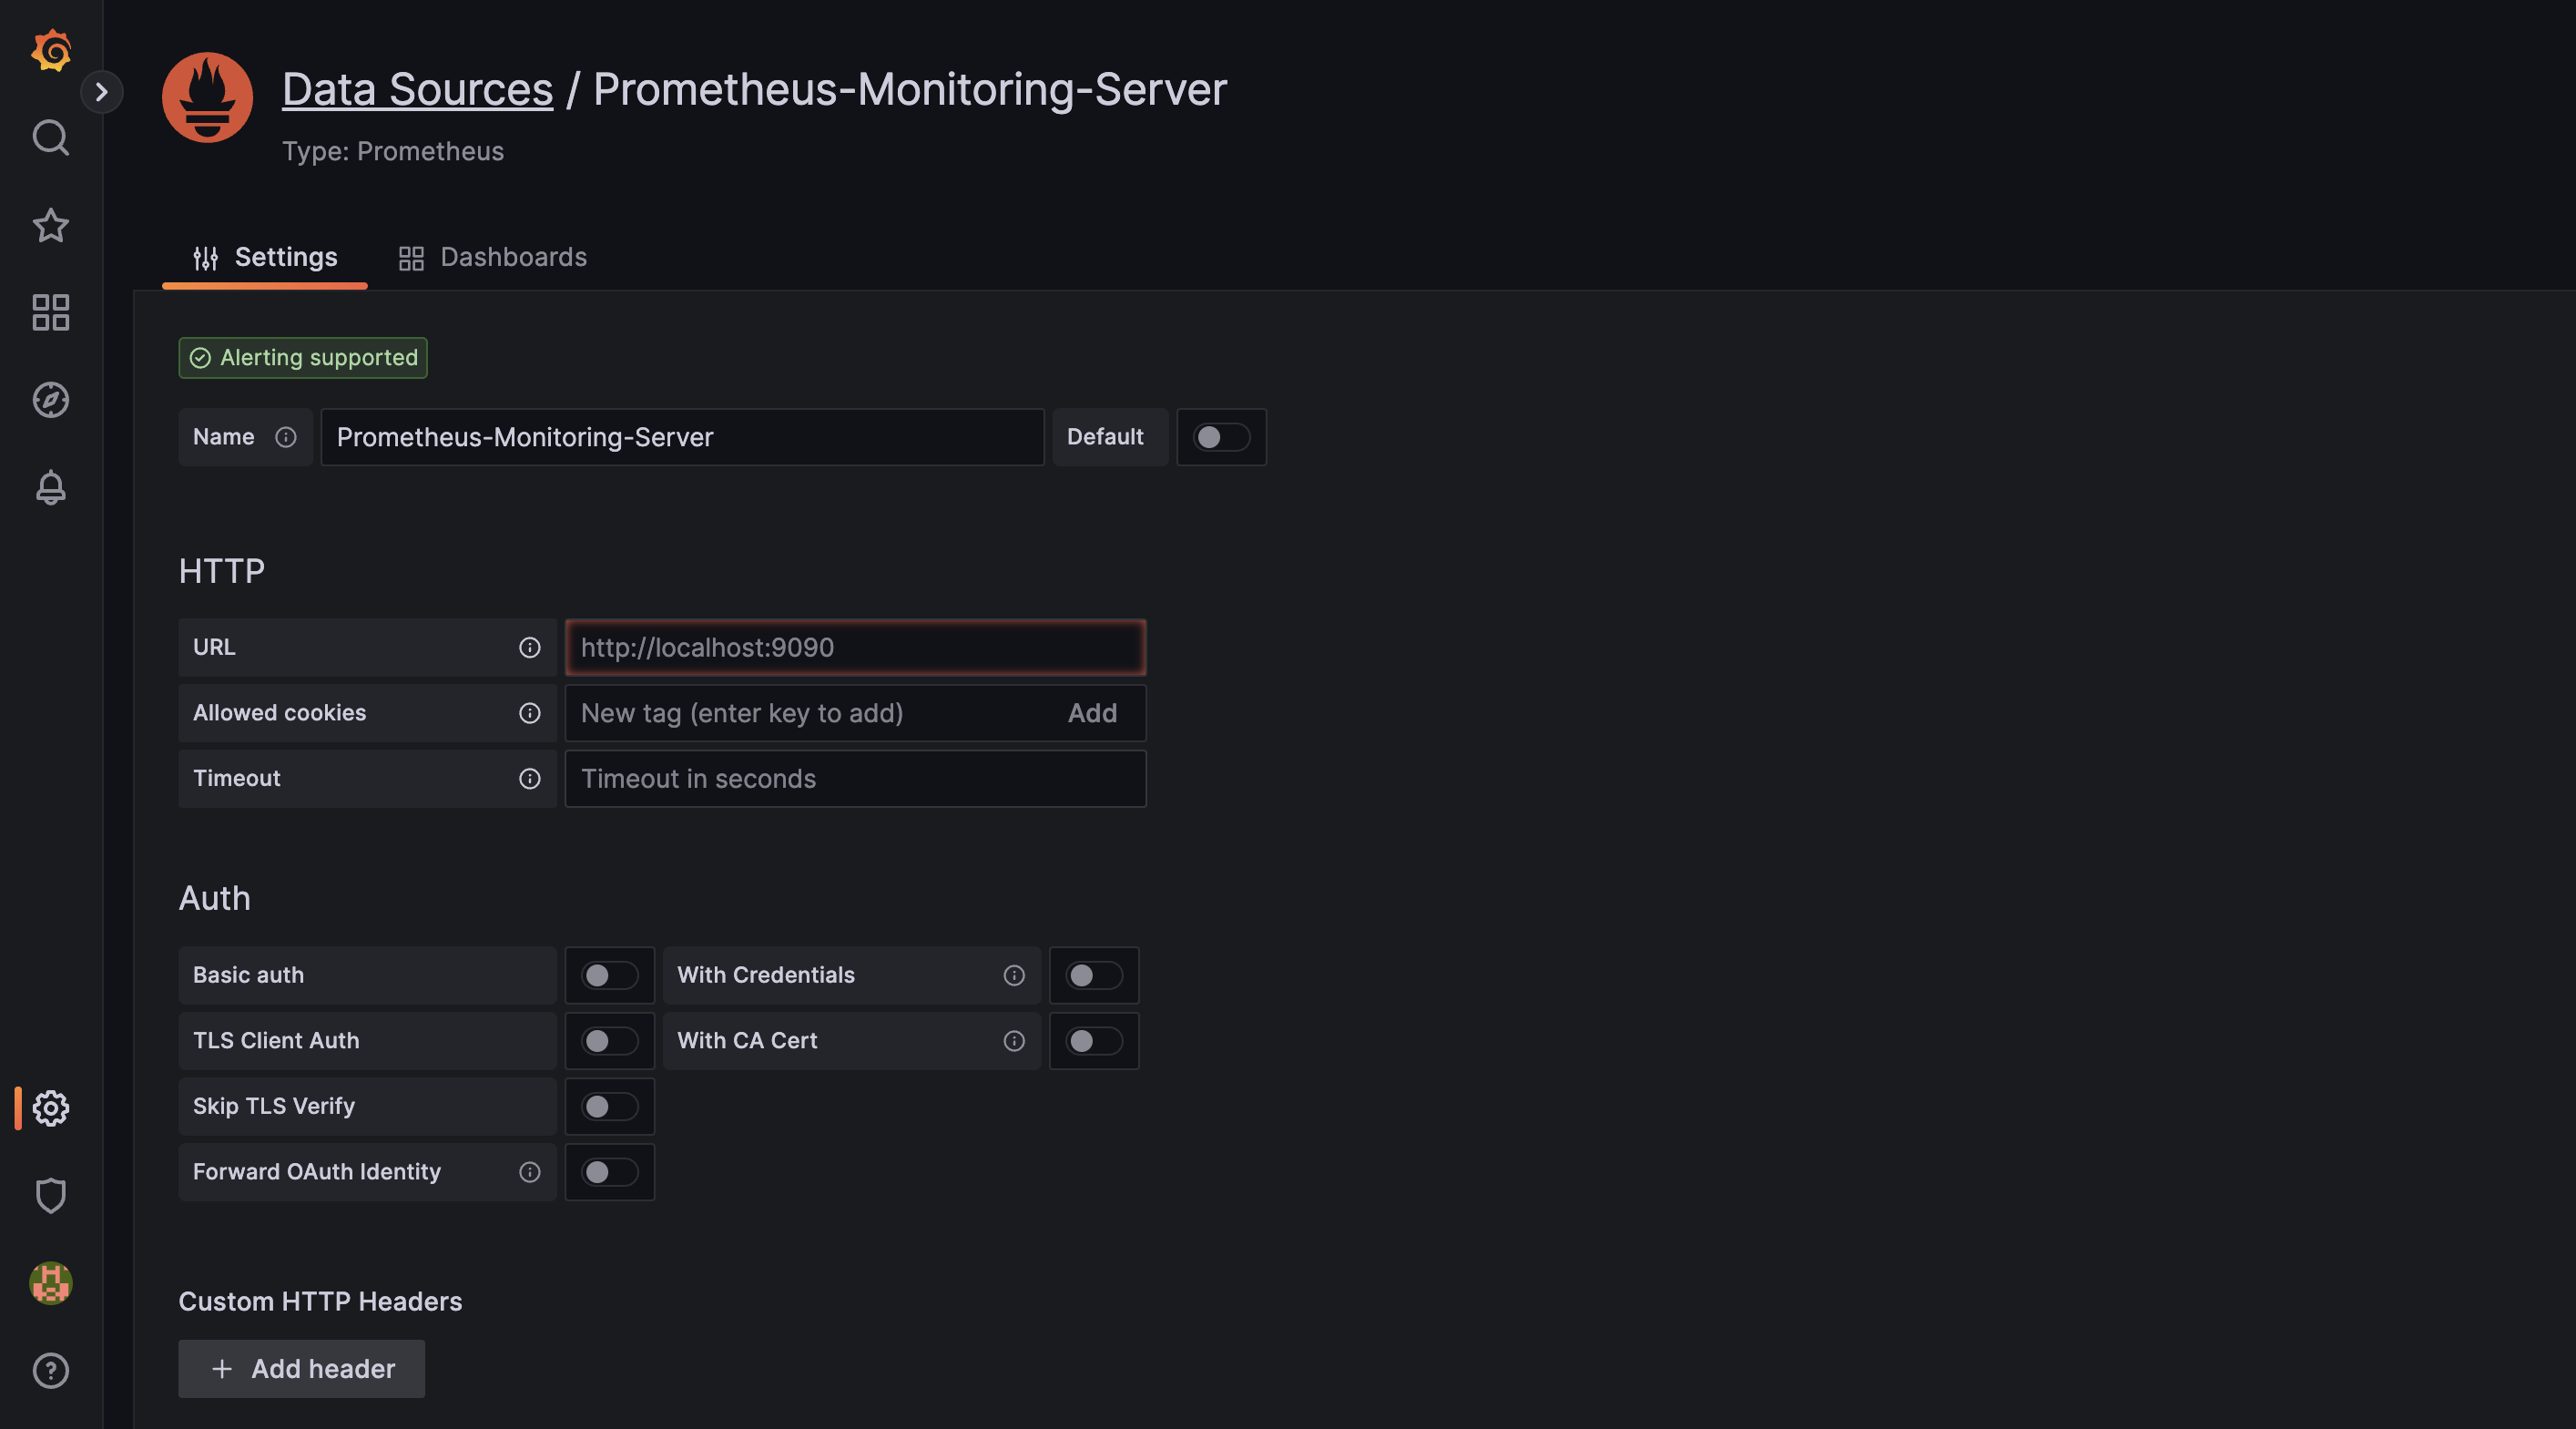 Data Sources / Prometheus-Monitoring-Server
Type: Prometheus
Settings
Dashboards
Alerting supported
Name
Prometheus-Monitoring-Server
Default
HTTP
URL
http://localhost:9090
Allowed cookies
New tag (enter key to add)
Add
Timeout
Timeout in seconds
Auth
Basic auth
With Credentials
TLS Client Auth
With CA Cert
Skip TLS Verify
Forward OAuth Identity
Custom HTTP Headers
Add header